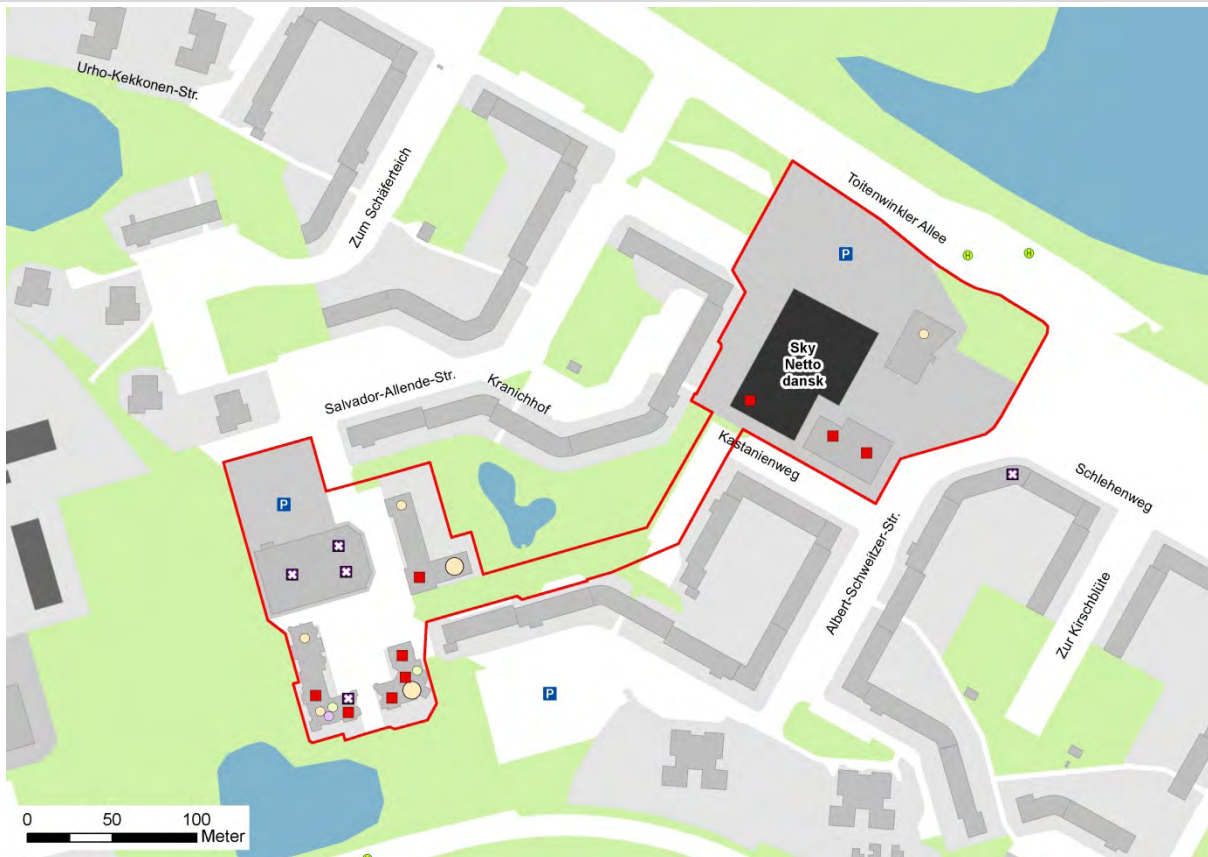 Urho-Kekkonen-Str.
Zum Schäferteich
Toitenwinkler Allee
P
H
H
Sky
Netto
dansk
Salvador-Allende-Str.
Kranichhof
Kastanienweg
Schlehenweg
P
Albert-Schweitzer-Str.
Zur Kirschblüte
P
0 50 100
Meter
H